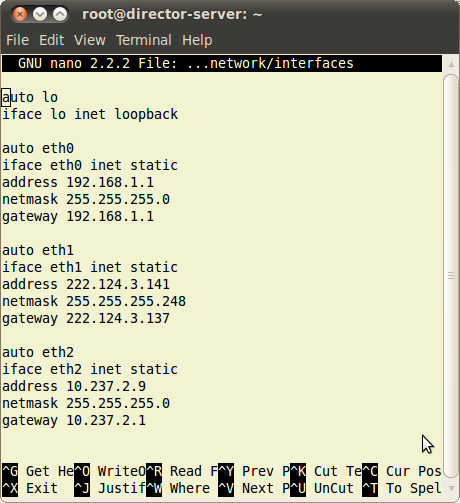 root@director-server: ~
File Edit View Terminal Help
GNU nano 2.2.2 File: ...network/interfaces
auto lo
iface lo inet loopback
auto eth0
iface eth0 inet static
address 192.168.1.1
netmask 255.255.255.0
gateway 192.168.1.1
auto eth1
iface eth1 inet static
address 222.124.3.141
netmask 255.255.255.248
gateway 222.124.3.137
auto eth2
iface eth2 inet static
address 10.237.2.9
netmask 255.255.255.0
gateway 10.237.2.1
^G Get He^O WriteO^R Read F^Y Prev P^K Cut Te^C Cur Pos
^X Exit ^J Justif^W Where ^V Next P^U UnCut ^T To Spel